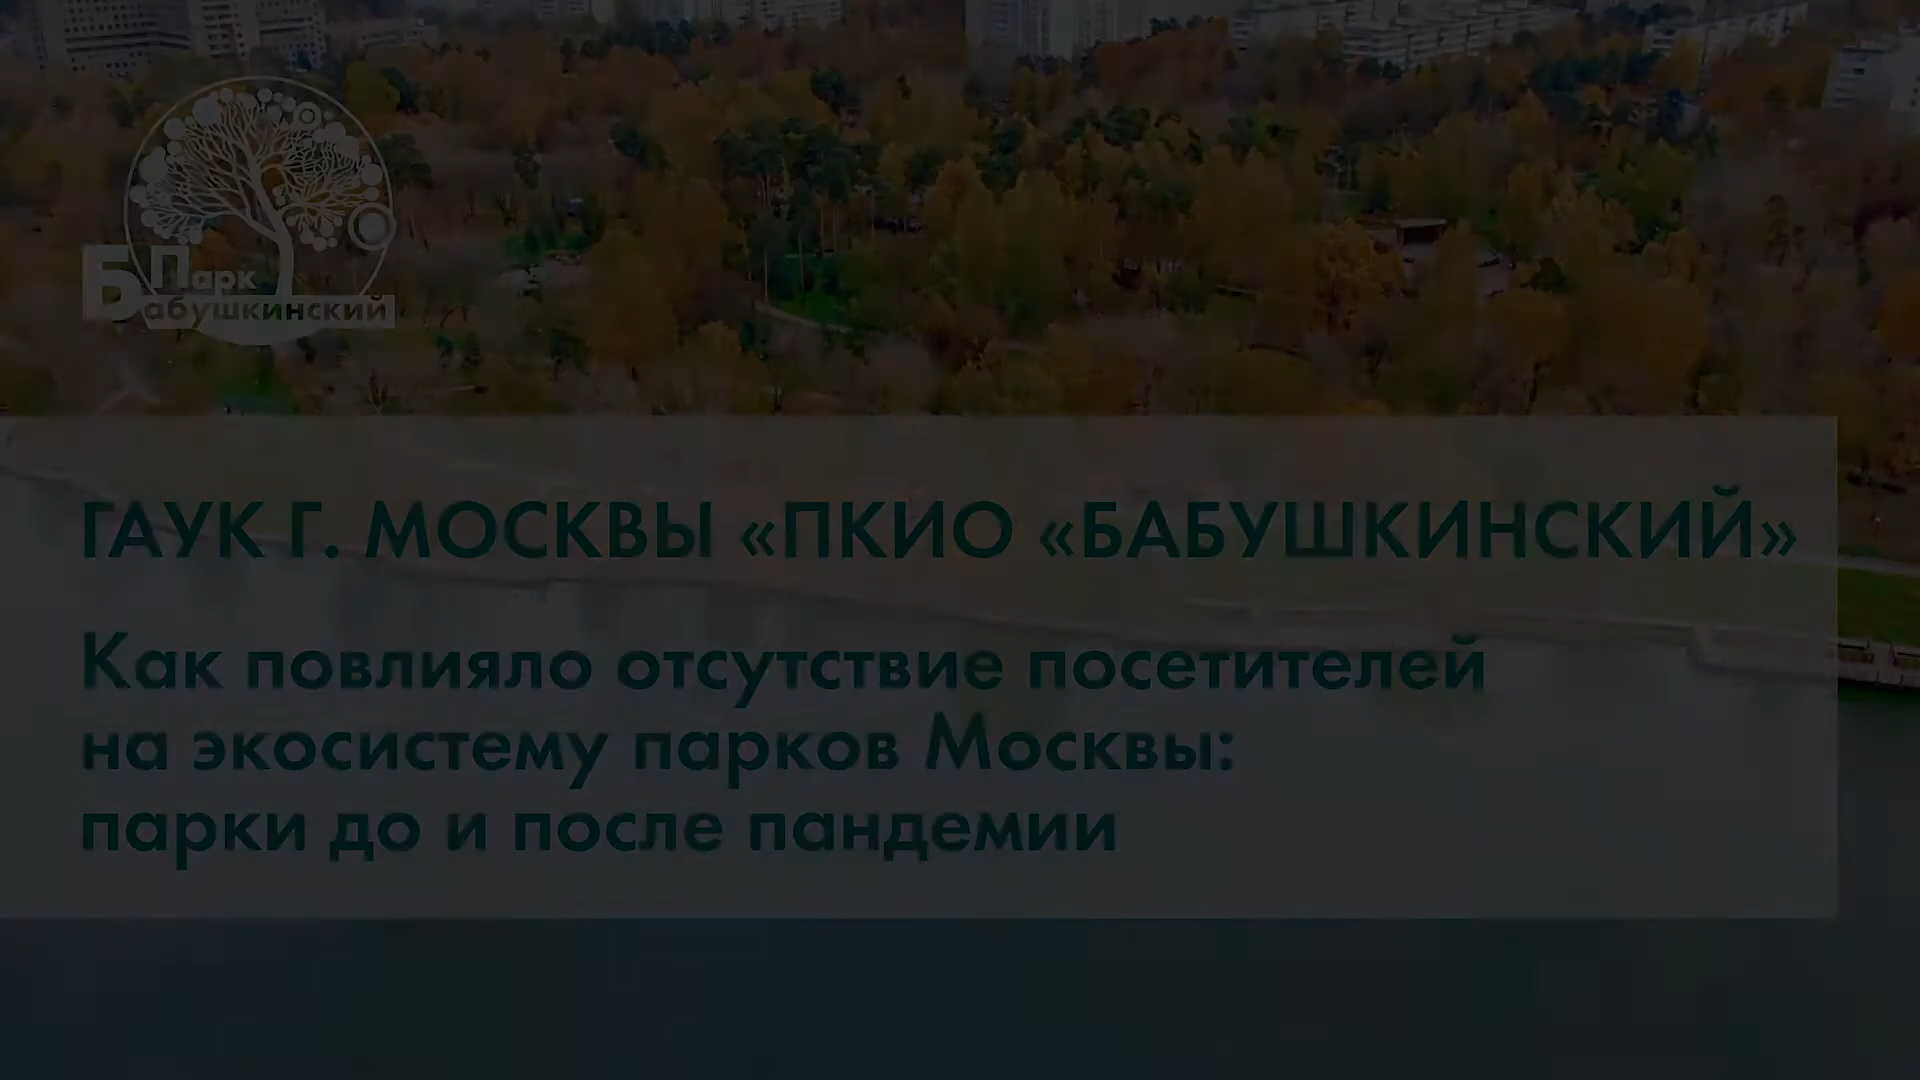 Парк
Бабушкинский
ГАУК Г. МОСКВЫ «ПКИО «БАБУШКИНСКИЙ»
Как повлияло отсутствие посетителей
на экосистему парков Москвы:
парки до и после пандемии